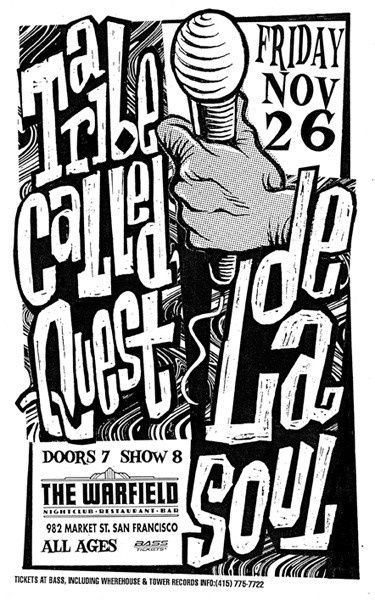 a
Tribe
Called
Quest
FRIDAY
NOV
26
de
La
Soul
DOORS 7 SHOW 8
THE WARFIELD
NIGHTCLUB·RESTAURANT·BAR
982 MARKET ST. SAN FRANCISCO
ALL AGES
BASS
TICKETS
TICKETS AT BASS, INCLUDING WHEREHOUSE & TOWER RECORDS INFO:(415) 775-7722